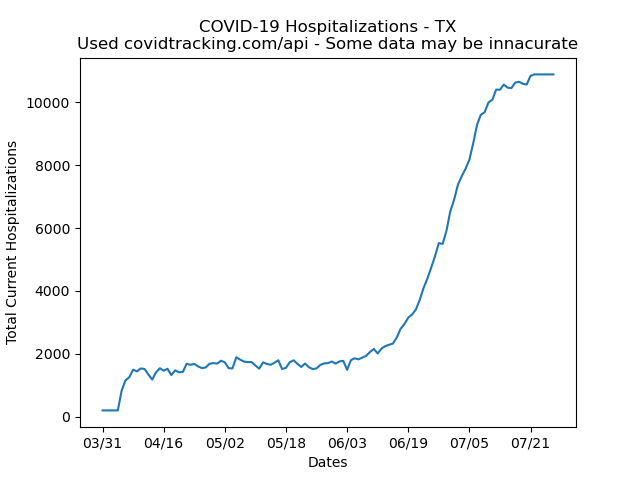 COVID-19 Hospitalizations - TX
Used covidtracking.com/api - Some data may be innacurate
Total Current Hospitalizations
10000
8000
6000
4000
2000
0
03/31 04/16 05/02 05/18 06/03 06/19 07/05 07/21
Dates